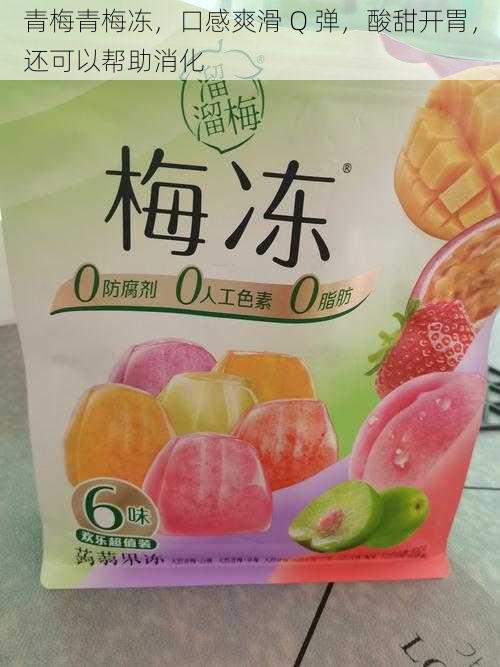 青梅青梅冻，口感爽滑 Q 弹，酸甜开胃，
还可以帮助消化
溜
溜梅
梅冻®
0防腐剂 0人工色素 0脂肪
6味
欢乐超值装
蒟蒻果冻